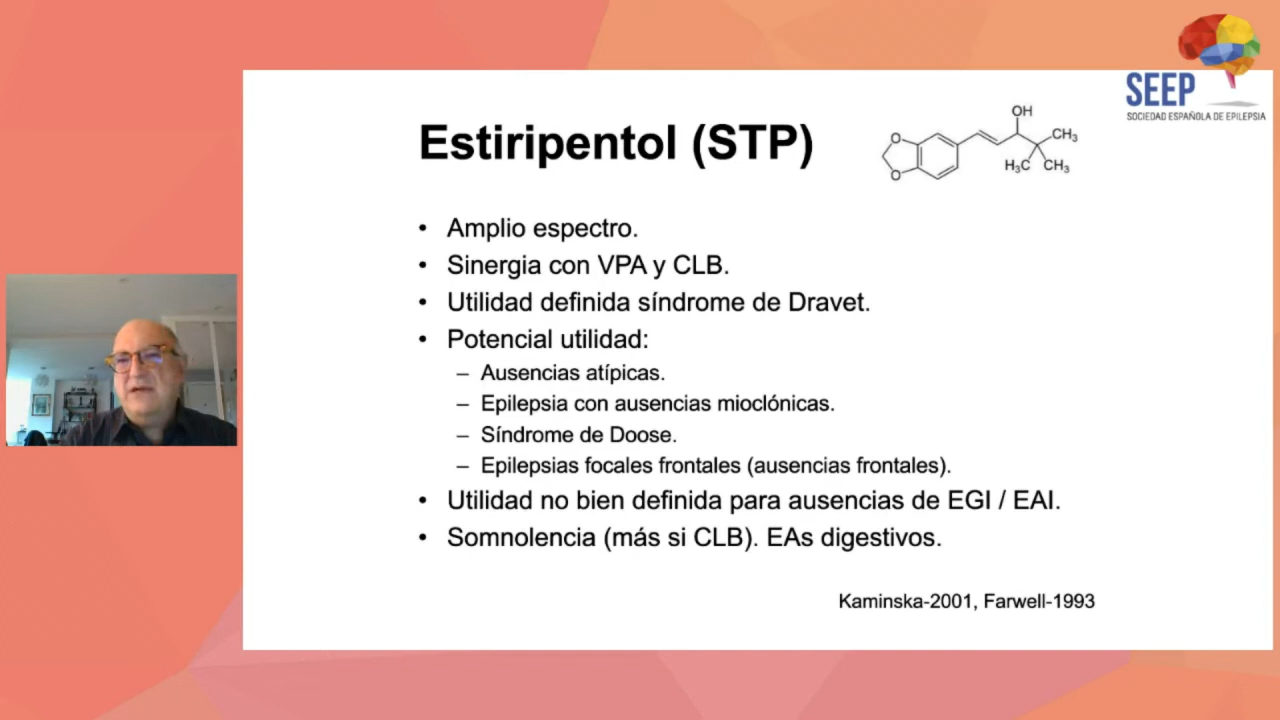 SEEP
SOCIEDAD ESPAÑOLA DE EPILEPSIA
Estiripentol (STP)
O
O
OH
CH₃
H₃C
CH₃
• Amplio espectro.
• Sinergia con VPA y CLB.
• Utilidad definida síndrome de Dravet.
• Potencial utilidad:
– Ausencias atípicas.
– Epilepsia con ausencias mioclónicas.
– Síndrome de Doose.
– Epilepsias focales frontales (ausencias frontales).
• Utilidad no bien definida para ausencias de EGI / EAI.
• Somnolencia (más si CLB). EAs digestivos.
Kaminska-2001, Farwell-1993